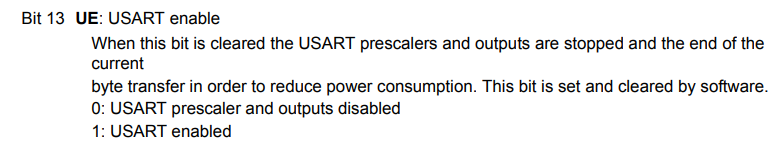 Bit 13 UE: USART enable
When this bit is cleared the USART prescalers and outputs are stopped and the end of the
current
byte transfer in order to reduce power consumption. This bit is set and cleared by software.
0: USART prescaler and outputs disabled
1: USART enabled